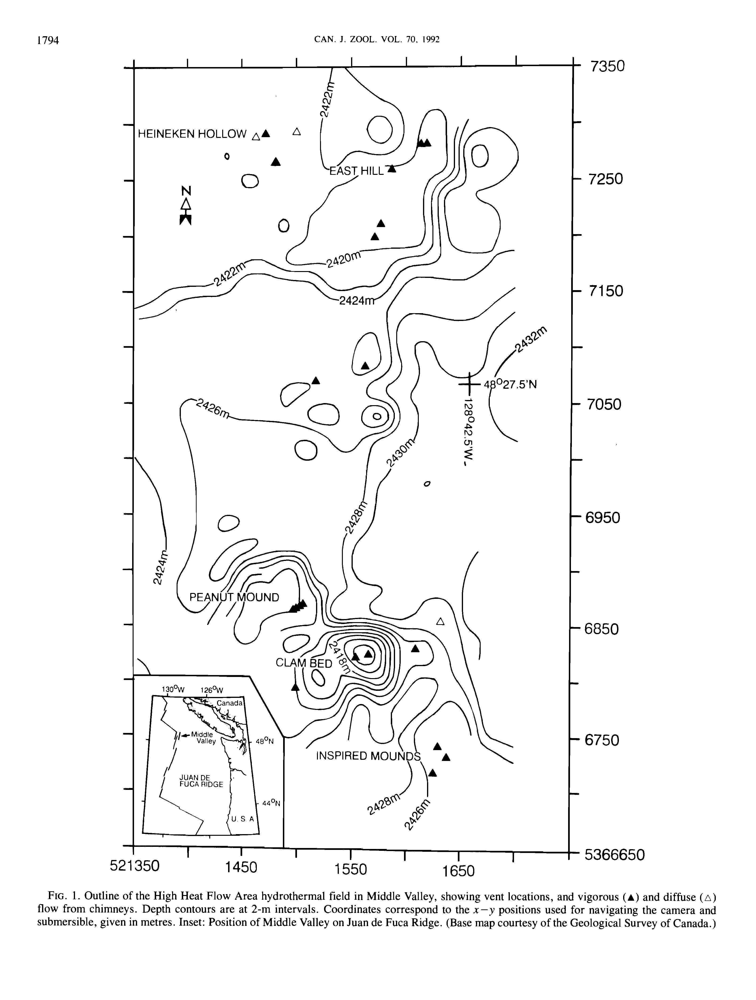 1794
CAN. J. ZOOL. VOL. 70, 1992
7350
2422m
HEINEKEN HOLLOW
EAST HILL
7250
N
2420m
2422m
7150
2424m
2432m
48°27.5'N
2426m
7050
128°42.5'W
2430m
2428m
6950
2424m
PEANUT MOUND
6850
2418m
CLAM BED
130°W 126°W
Canada
Middle
Valley
48°N
6750
INSPIRED MOUNDS
JUAN DE
FUCA RIDGE
2428m
44°N
2426m
U.S A
5366650
521350 1450 1550 1650
FIG. 1. Outline of the High Heat Flow Area hydrothermal field in Middle Valley, showing vent locations, and vigorous (▲) and diffuse (△)
flow from chimneys. Depth contours are at 2-m intervals. Coordinates correspond to the x–y positions used for navigating the camera and
submersible, given in metres. Inset: Position of Middle Valley on Juan de Fuca Ridge. (Base map courtesy of the Geological Survey of Canada.)